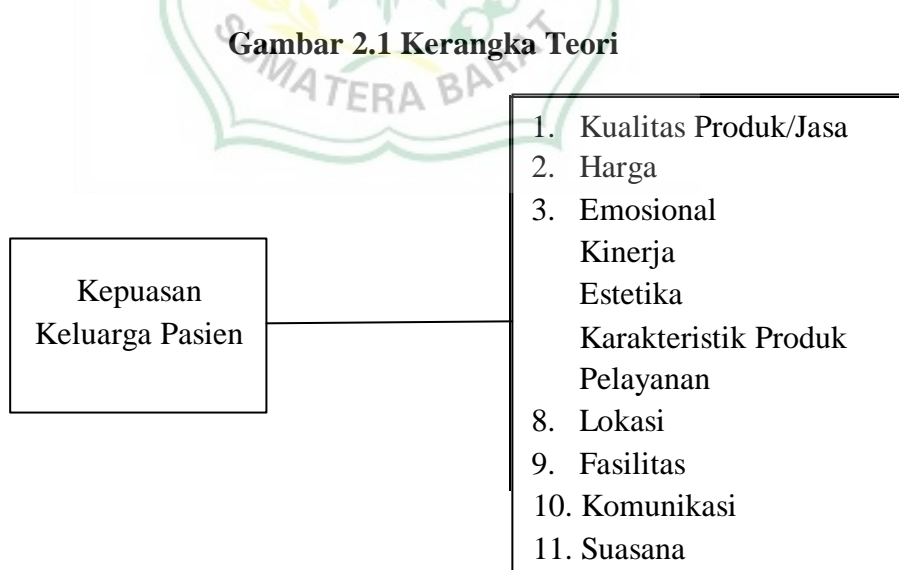 Gambar 2.1 Kerangka Teori
SUMATERA BARAT
1. Kualitas Produk/Jasa
2. Harga
3. Emosional
Kinerja
Estetika
Karakteristik Produk
Pelayanan
8. Lokasi
9. Fasilitas
10. Komunikasi
11. Suasana
Kepuasan
Keluarga Pasien